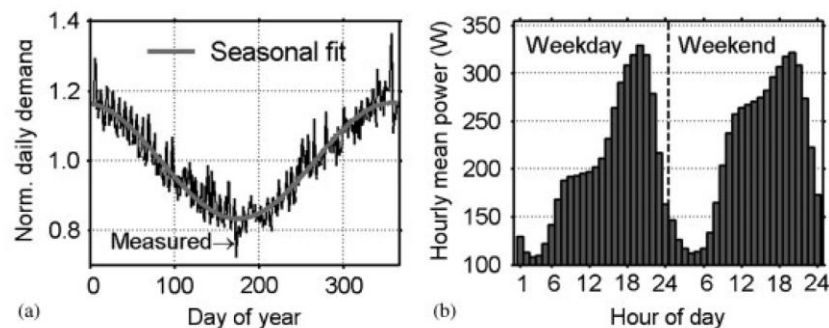 1.4
1.2
1.0
0.8
Norm. daily demand
Seasonal fit
Measured→
0 100 200 300
Day of year
(a)
350
300
250
200
150
100
Hourly mean power (W)
Weekday Weekend
1 6 12 18 24 6 12 18 24
Hour of day
(b)